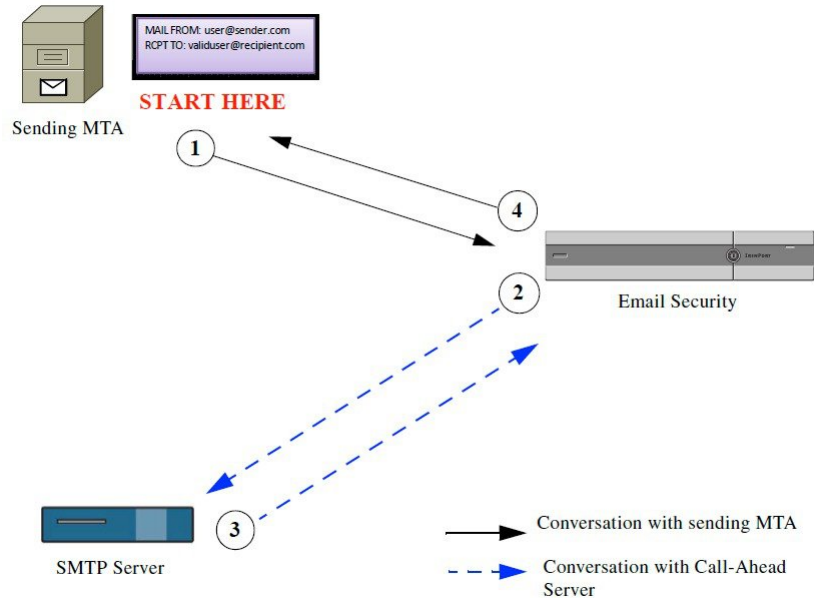 MAIL FROM: user@sender.com
RCPT TO: validuser@recipient.com
START HERE
Sending MTA
1
4
2
Email Security
3
SMTP Server
Conversation with sending MTA
Conversation with Call-Ahead
Server